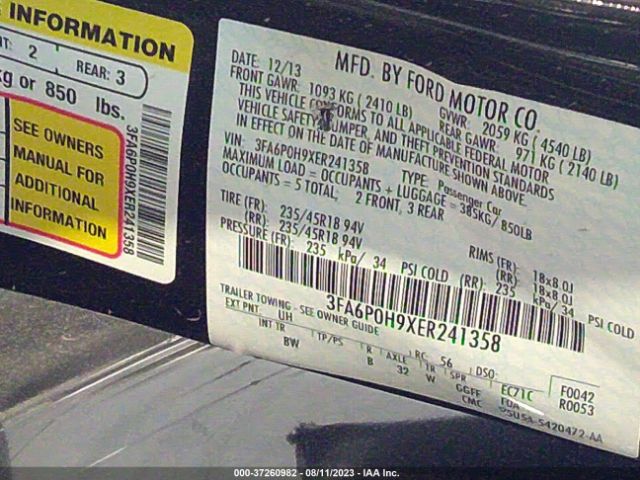 E INFORMATION
NT: 2 REAR: 3
kg or 850 lbs.
SEE OWNERS
MANUAL FOR
ADDITIONAL
INFORMATION
3FA6P0H9XER241358
MFD. BY FORD MOTOR CO.
DATE: 12/13 GVWR: 2059 KG ( 4540 LB)
FRONT GAWR: 1093 KG ( 2410 LB) REAR GAWR: 971 KG ( 2140 LB)
THIS VEHICLE CONFORMS TO ALL APPLICABLE FEDERAL MOTOR
VEHICLE SAFETY, BUMPER, AND THEFT PREVENTION STANDARDS
IN EFFECT ON THE DATE OF MANUFACTURE SHOWN ABOVE.
VIN: 3FA6P0H9XER241358 TYPE: Passenger Car
MAXIMUM LOAD = OCCUPANTS + LUGGAGE = 385KG/ 850LB
OCCUPANTS = 5 TOTAL, 2 FRONT, 3 REAR
TIRE (FR): 235/45R18 94V RIMS (FR): 18x8.0J
(RR): 235/45R18 94V (RR): 18x8.0J
PRESSURE (FR): 235 kPa/ 34 PSI COLD (RR): 235 kPa/ 34 PSI COLD
3FA6P0H9XER241358
TRAILER TOWING - SEE OWNER GUIDE
EXT PNT: UH RC: 56 DSO: F0042
INT TR TP/PS R AXLE TR SPR EC71C R0053
BW B 32 W GGFF
CMC 5420472-AA
000-37260982 - 08/11/2023 - IAA Inc.